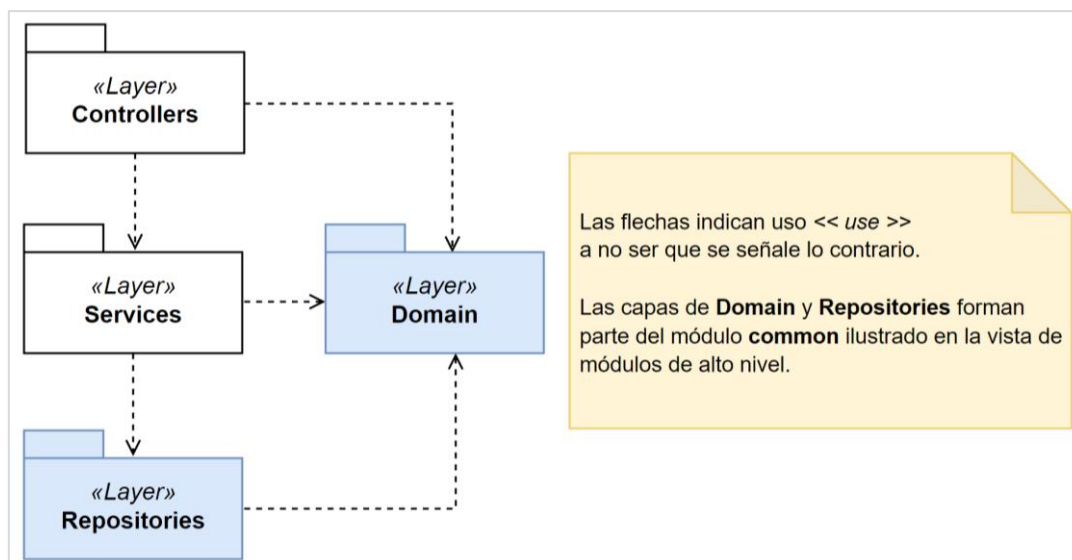 «Layer»
Controllers
«Layer»
Services
«Layer»
Domain
«Layer»
Repositories
Las flechas indican uso << use >>
a no ser que se señale lo contrario.
Las capas de Domain y Repositories forman
parte del módulo common ilustrado en la vista de
módulos de alto nivel.